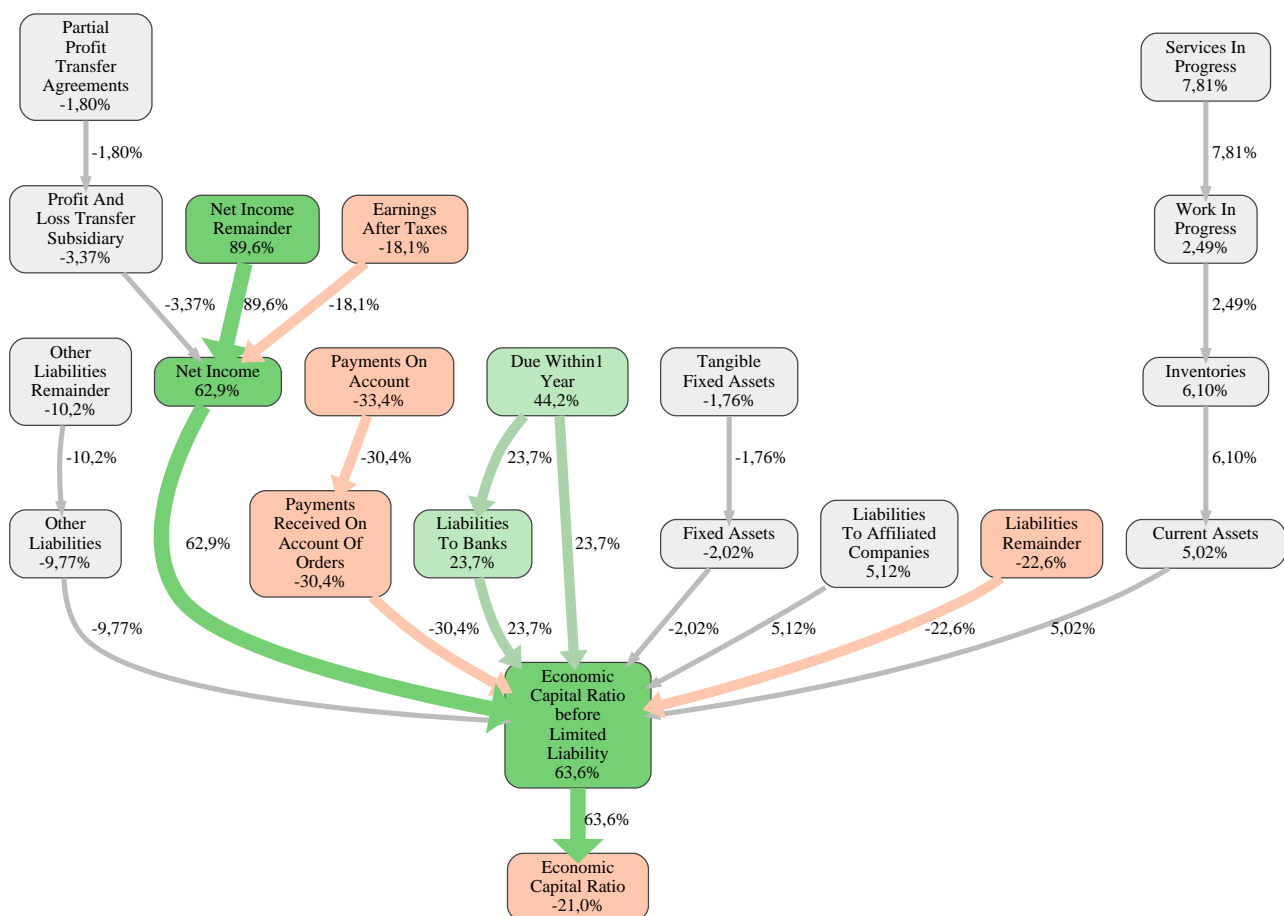 Partial
Profit
Transfer
Agreements
-1,80%
Services In
Progress
7,81%
-1,80%
7,81%
Profit And
Loss Transfer
Subsidiary
-3,37%
Net Income
Remainder
89,6%
Earnings
After Taxes
-18,1%
Work In
Progress
2,49%
-3,37%
89,6%
-18,1%
2,49%
Other
Liabilities
Remainder
-10,2%
Net Income
62,9%
Payments On
Account
-33,4%
Due Within1
Year
44,2%
Tangible
Fixed Assets
-1,76%
Inventories
6,10%
-10,2%
-30,4%
23,7%
-1,76%
6,10%
Other
Liabilities
-9,77%
62,9%
Payments
Received On
Account Of
Orders
-30,4%
Liabilities
To Banks
23,7%
23,7%
Fixed Assets
-2,02%
Liabilities
To Affiliated
Companies
5,12%
Liabilities
Remainder
-22,6%
Current Assets
5,02%
-9,77%
-30,4%
23,7%
-2,02%
5,12%
-22,6%
5,02%
Economic
Capital Ratio
before
Limited
Liability
63,6%
63,6%
Economic
Capital Ratio
-21,0%